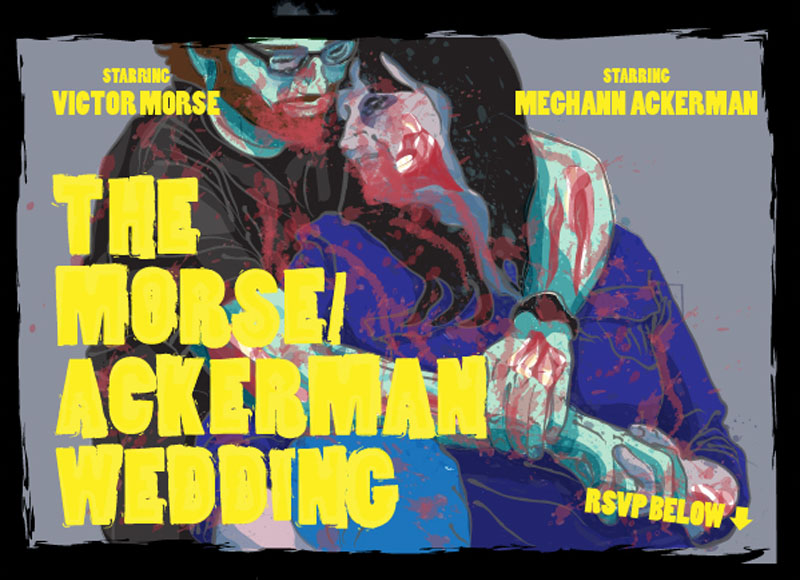 STARRING
VICTOR MORSE
STARRING
MEGHANN ACKERMAN
THE
MORSE/
ACKERMAN
WEDDING
RSVP BELOW